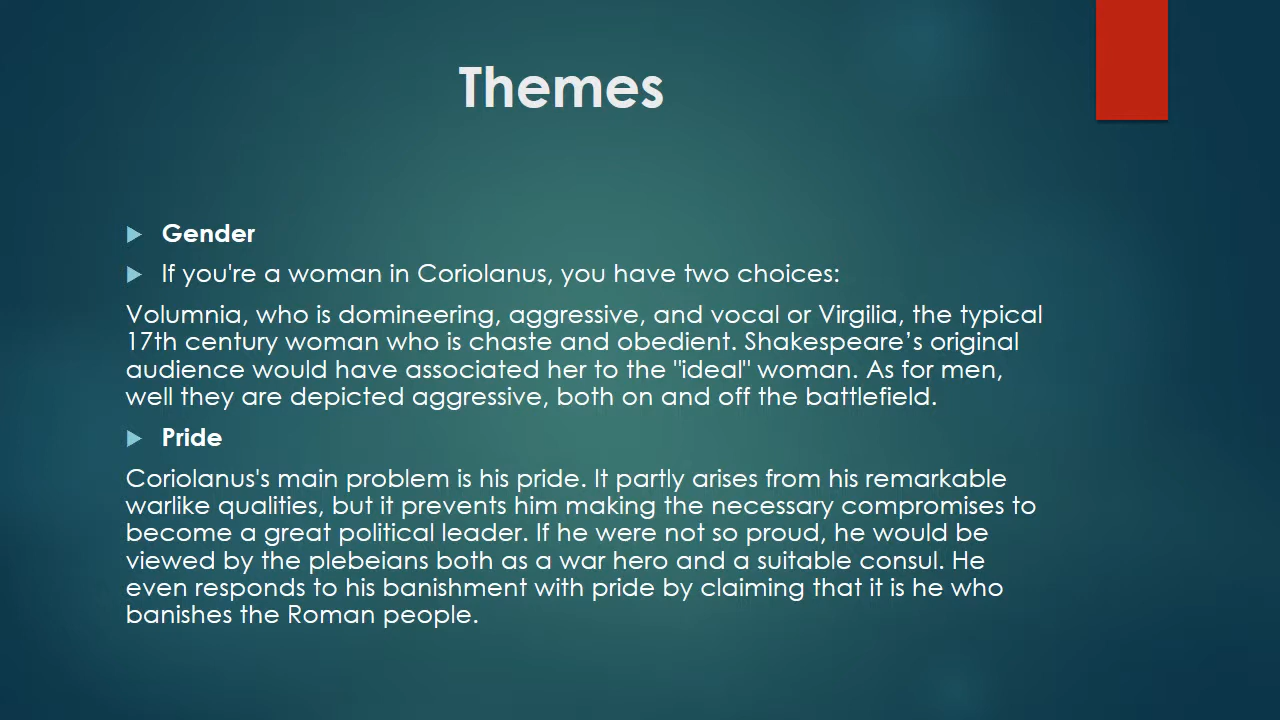 Themes
Gender
If you're a woman in Coriolanus, you have two choices:
Volumnia, who is domineering, aggressive, and vocal or Virgilia, the typical
17th century woman who is chaste and obedient. Shakespeare’s original
audience would have associated her to the "ideal" woman. As for men,
well they are depicted aggressive, both on and off the battlefield.
Pride
Coriolanus's main problem is his pride. It partly arises from his remarkable
warlike qualities, but it prevents him making the necessary compromises to
become a great political leader. If he were not so proud, he would be
viewed by the plebeians both as a war hero and a suitable consul. He
even responds to his banishment with pride by claiming that it is he who
banishes the Roman people.